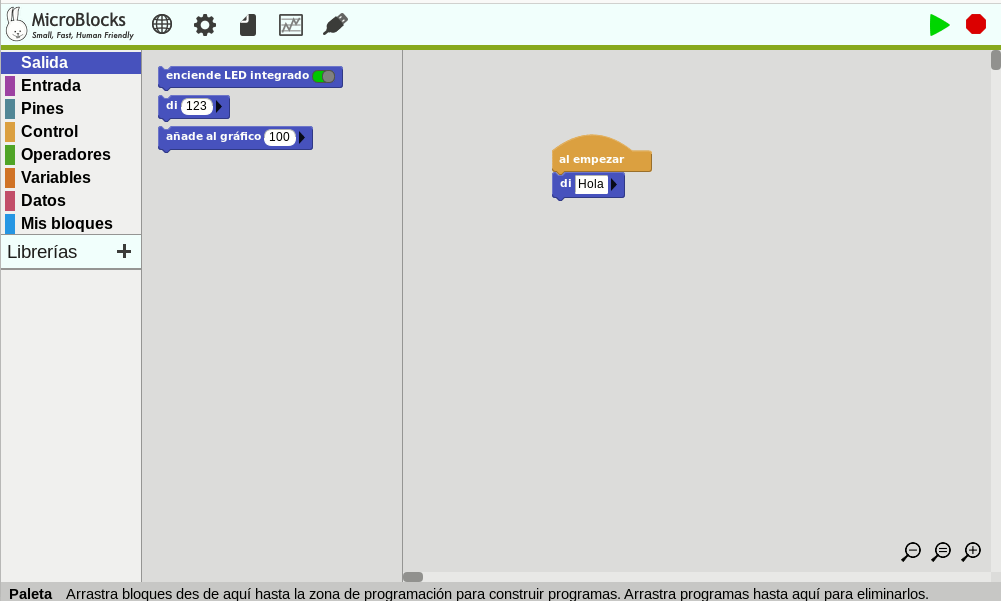 MicroBlocks
Small, Fast, Human Friendly
Salida
Entrada
Pines
Control
Operadores
Variables
Datos
Mis bloques
Librerías +
enciende LED integrado
di 123
añade al gráfico 100
al empezar
di Hola
Paleta Arrastra bloques des de aquí hasta la zona de programación para construir programas. Arrastra programas hasta aquí para eliminarlos.